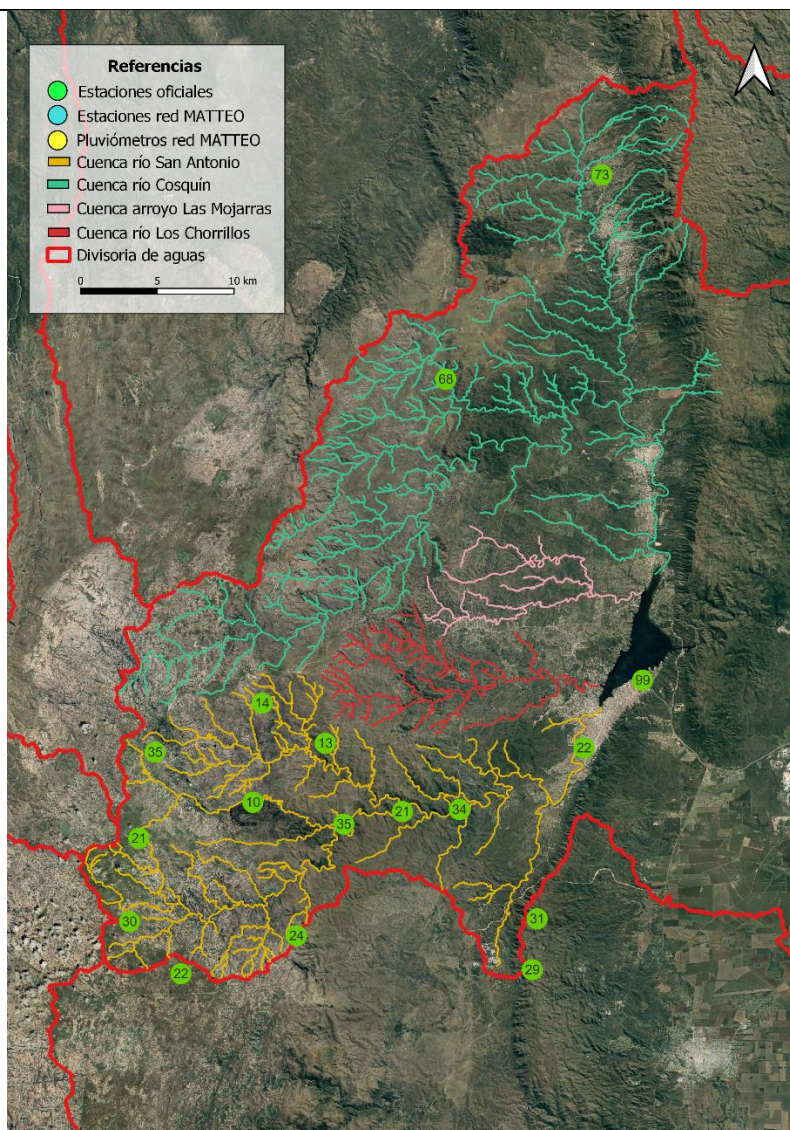 Referencias
Estaciones oficiales
Estaciones red MATTEO
Pluviómetros red MATTEO
Cuenca río San Antonio
Cuenca río Cosquín
Cuenca arroyo Las Mojarras
Cuenca río Los Chorrillos
Divisoria de aguas
0 5 10 km
73
68
99
14
13
22
35
10
21
34
35
21
30
31
24
29
22